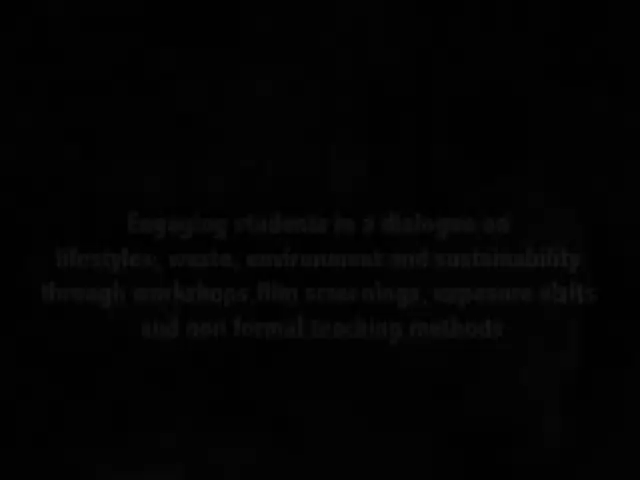 Engaging students in a dialogue on
lifestyles, waste, environment and sustainability
through workshops, film screenings, exposure visits
and non formal teaching methods